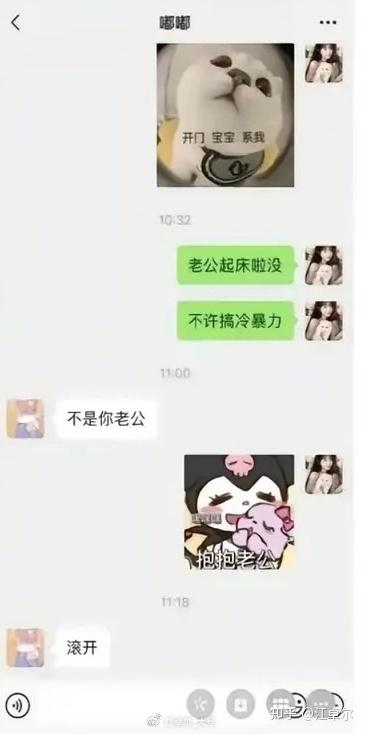 嘟嘟
开门 宝宝 系我
10:32
老公起床啦没
不许搞冷暴力
11:00
不是你老公
抱抱老公
11:18
滚开
知乎 @江卓尔